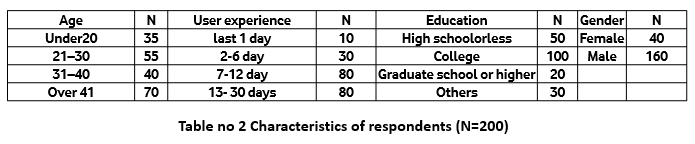 Age N User experience N Education N Gender N
Under20 35 last 1 day 10 High schoolorless 50 Female 40
21–30 55 2-6 day 30 College 100 Male 160
31–40 40 7-12 day 80 Graduate school or higher 20
Over 41 70 13- 30 days 80 Others 30
Table no 2 Characteristics of respondents (N=200)